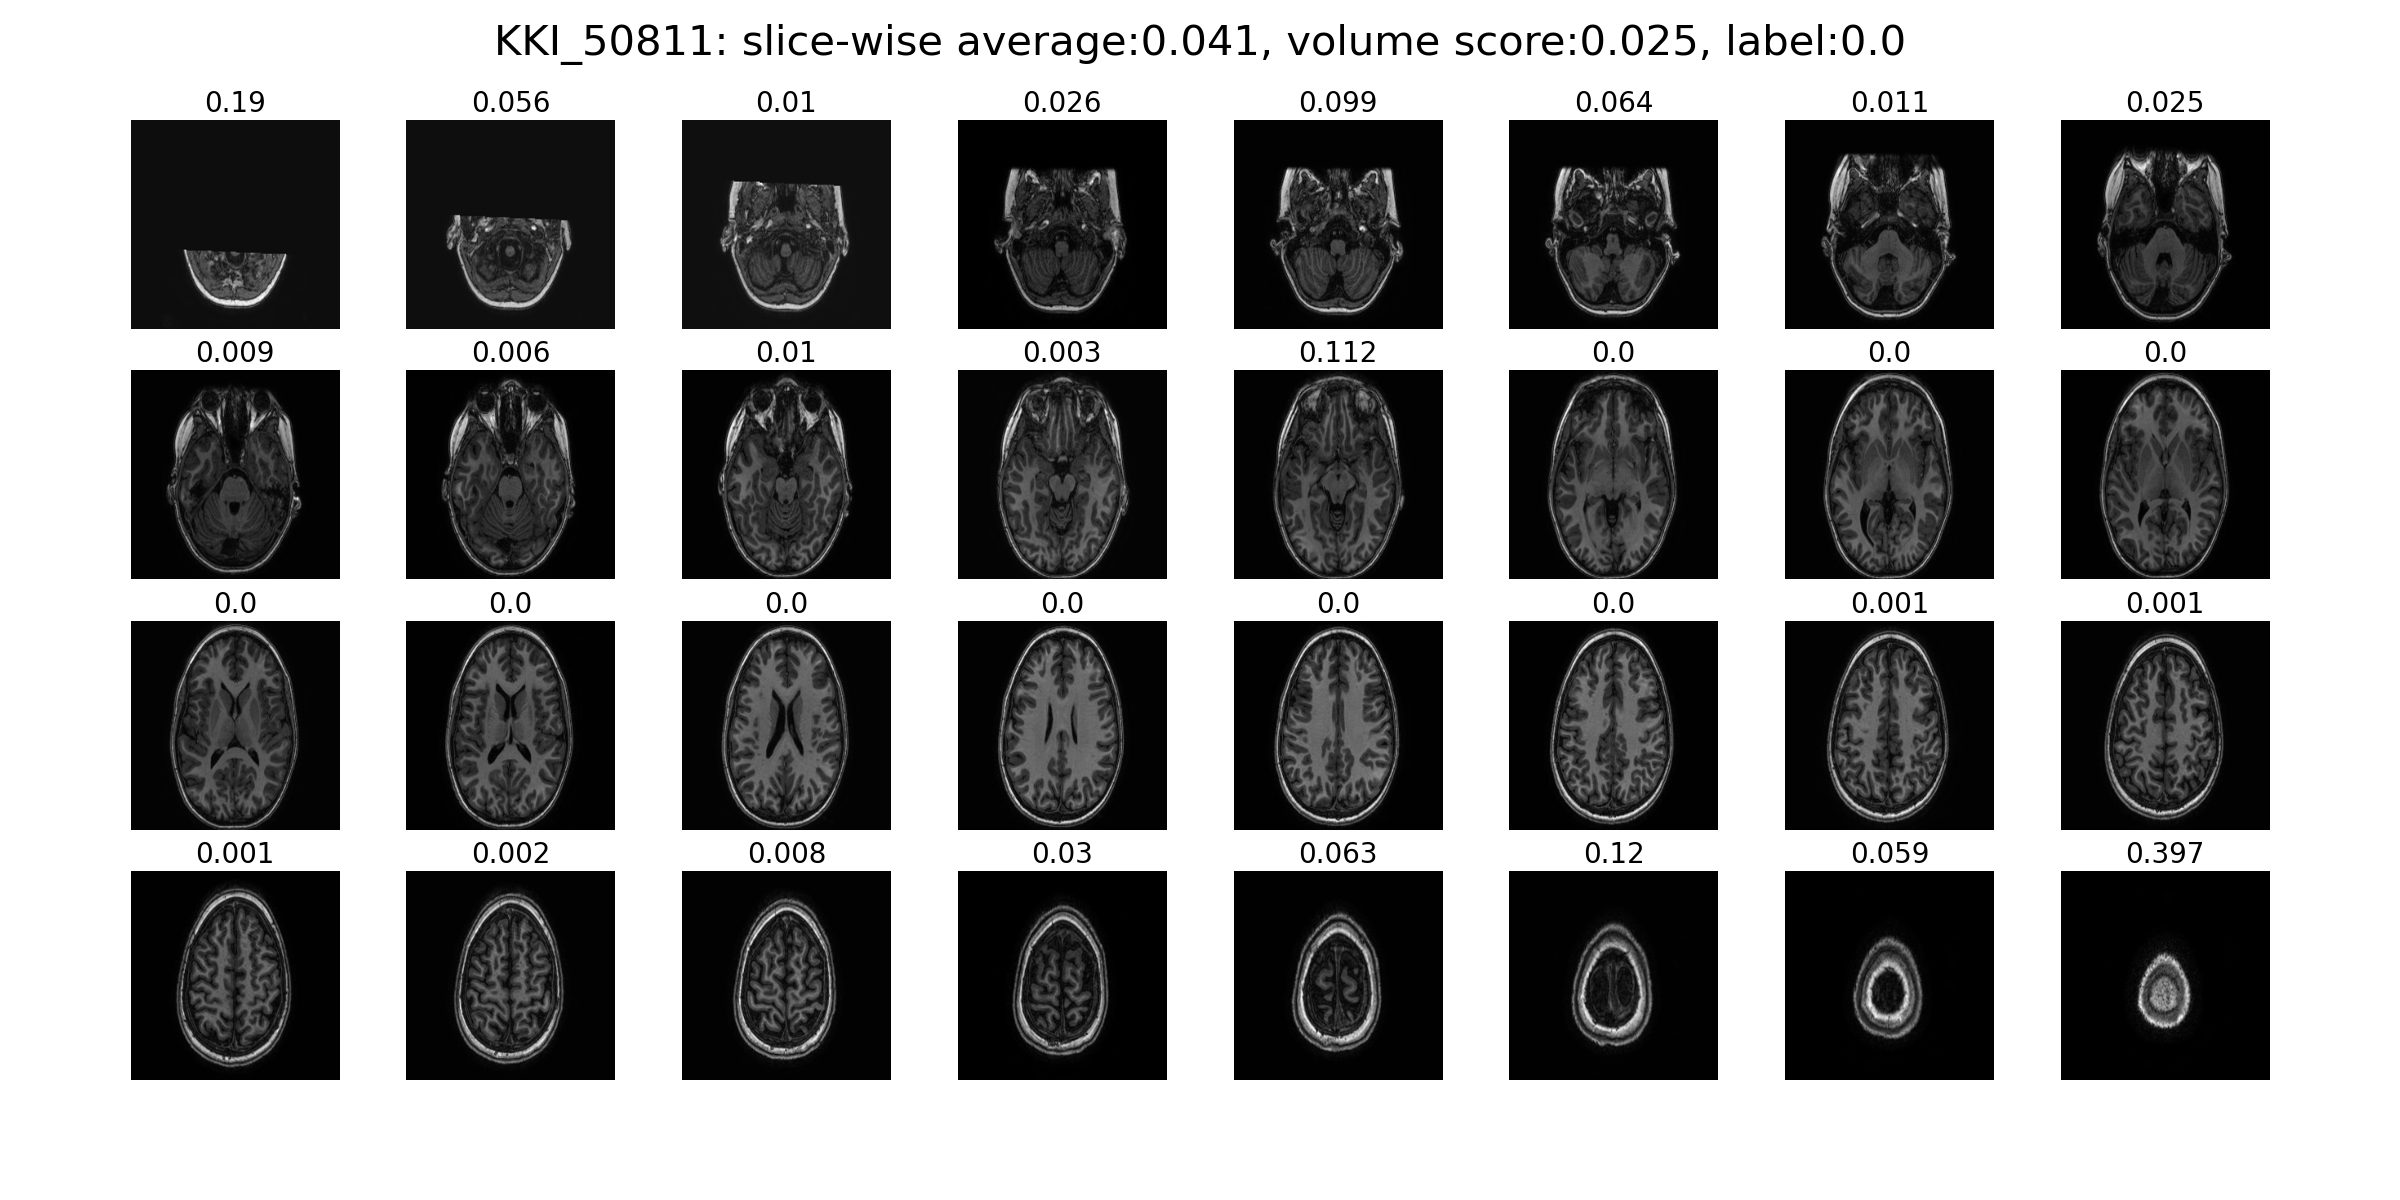 KKI_50811: slice-wise average:0.041, volume score:0.025, label:0.0
0.19 0.056 0.01 0.026 0.099 0.064 0.011 0.025
0.009 0.006 0.01 0.003 0.112 0.0 0.0 0.0
0.0 0.0 0.0 0.0 0.0 0.0 0.001 0.001
0.001 0.002 0.008 0.03 0.063 0.12 0.059 0.397